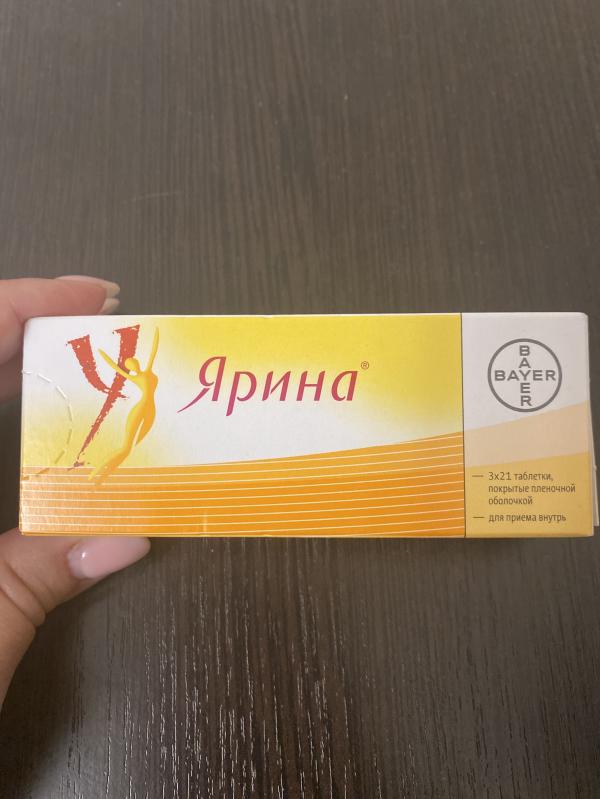 Ярина®
BAYER
BAYER
— 3x21 таблетки,
покрытые пленочной
оболочкой
— для приема внутрь